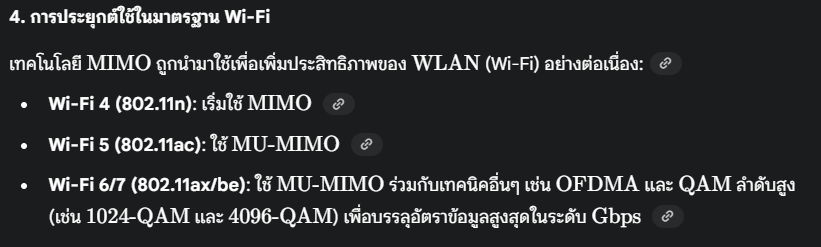 4. การประยุกต์ใช้ในมาตรฐาน Wi-Fi
เทคโนโลยี MIMO ถูกนำมาใช้เพื่อเพิ่มประสิทธิภาพของ WLAN (Wi-Fi) อย่างต่อเนื่อง:
• Wi-Fi 4 (802.11n): เริ่มใช้ MIMO
• Wi-Fi 5 (802.11ac): ใช้ MU-MIMO
• Wi-Fi 6/7 (802.11ax/be): ใช้ MU-MIMO ร่วมกับเทคนิคอื่นๆ เช่น OFDMA และ QAM ลำดับสูง
(เช่น 1024-QAM และ 4096-QAM) เพื่อบรรลุอัตราข้อมูลสูงสุดในระดับ Gbps